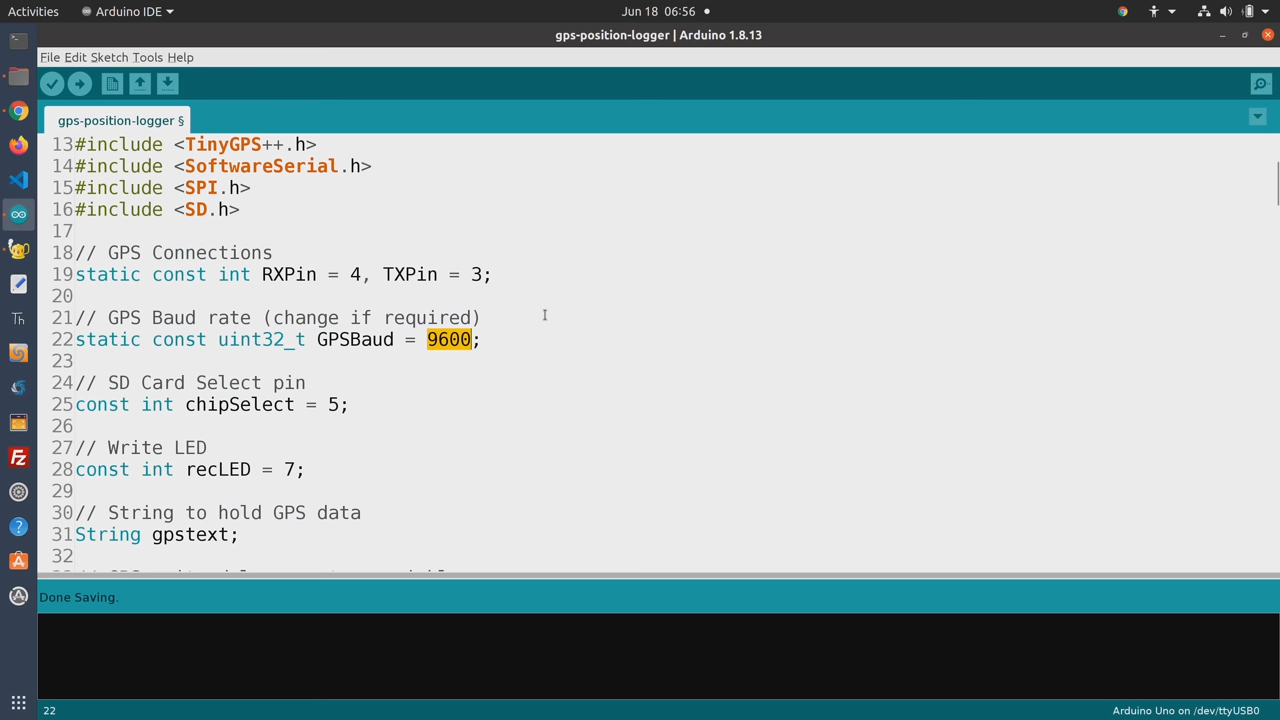 Activities
Arduino IDE
Jun 18 06:56
gps-position-logger | Arduino 1.8.13
File Edit Sketch Tools Help
gps-position-logger §
13 #include <TinyGPS++.h>
14 #include <SoftwareSerial.h>
15 #include <SPI.h>
16 #include <SD.h>
17
18 // GPS Connections
19 static const int RXPin = 4, TXPin = 3;
20
21 // GPS Baud rate (change if required)
22 static const uint32_t GPSBaud = 9600;
23
24 // SD Card Select pin
25 const int chipSelect = 5;
26
27 // Write LED
28 const int recLED = 7;
29
30 // String to hold GPS data
31 String gpstext;
32
Done Saving.
22
Arduino Uno on /dev/ttyUSB0
Th
Fz